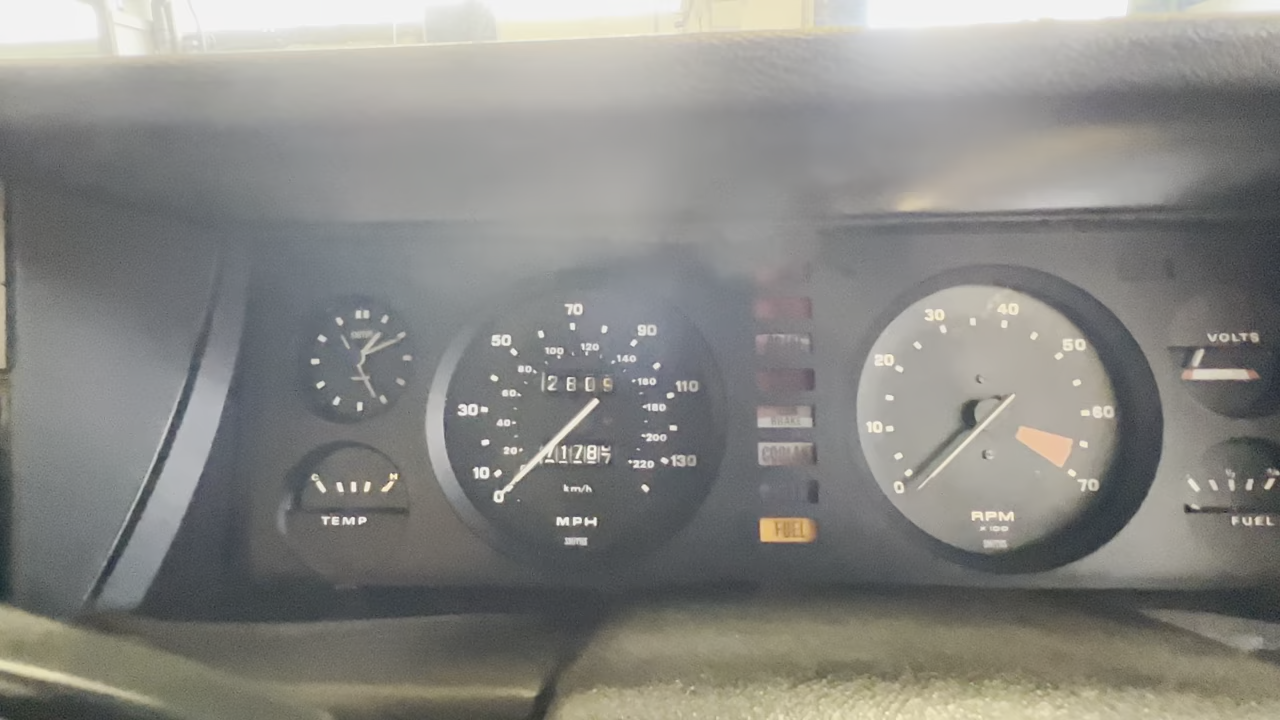 70
50 90
100 120
80 140
60 160
30 110
40 180
20 200
10 220 130
0
km/h
MPH
C H
TEMP
BRAKE
COOLANT
FUEL
30 40
20 50
10 60
0 70
RPM
x 100
VOLTS
FUEL